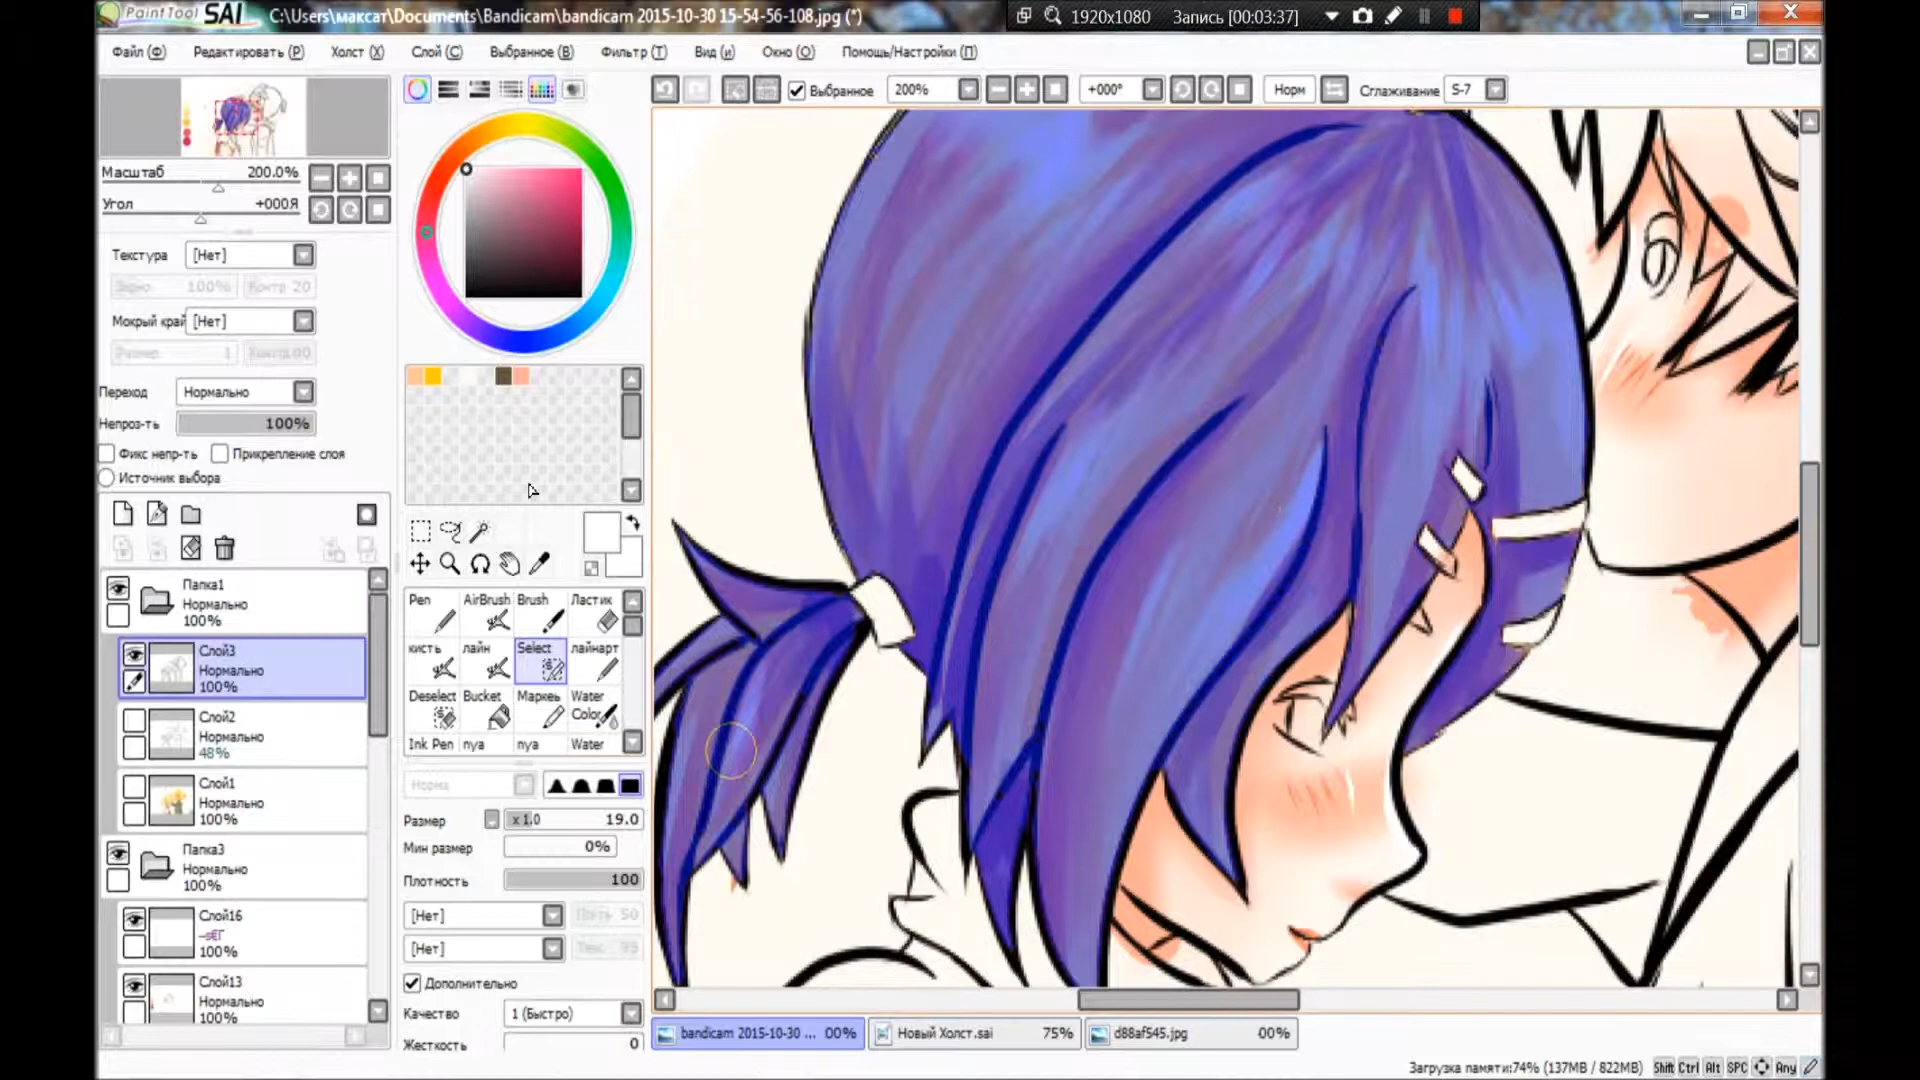 PaintTool SAI C:\Users\максат\Documents\Bandicam\bandicam 2015-10-30 15-54-56-108.jpg (*)
1920x1080 Запись [00:03:37]
Файл (Ф) Редактировать (Р) Холст (X) Слой (C) Выбранное (B) Фильтр (T) Вид (и) Окно (O) Помощь/Настройки (П)
Выбранное 200% +000° Норм Сглаживание S-7
Масштаб 200.0%
Угол +000Я
Текстура [Нет]
Мокрый край [Нет]
Переход Нормально
Непроз-ть 100%
Фикс непр-ть Прикрепление слоя
Источник выбора
Папка1
Нормально
100%
Слой3
Нормально
100%
Слой2
Нормально
48%
Слой1
Нормально
100%
Папка3
Нормально
100%
Слой16
100%
Слой13
Нормально
100%
Pen AirBrush Brush Ластик
кисть лайн Select лайнарт
Deselect Bucket Маркеь Water Color
Ink Pen nya nya Water
Норма
Размер x 1.0 19.0
Мин размер 0%
Плотность 100
[Нет]
[Нет]
Дополнительно
Качество 1 (Быстро)
Жесткость 0
bandicam 2015-10-30 ... 00% Новый Холст.sai 75% d88af545.jpg 00%
Загрузка памяти:74% (137MB / 822MB) Shift Ctrl Alt SPC Any